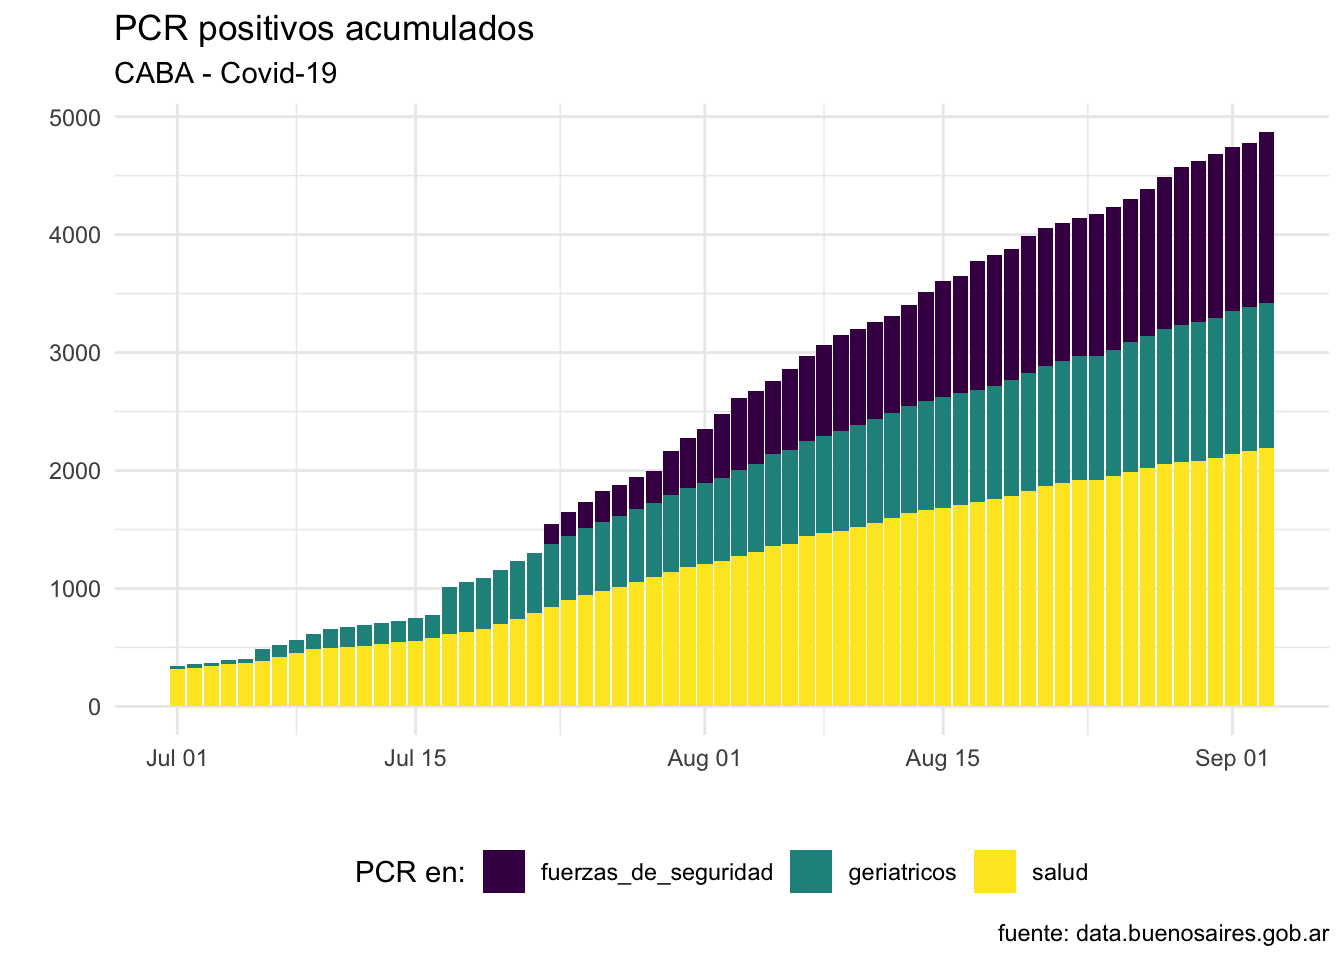 PCR positivos acumulados
CABA - Covid-19
5000
4000
3000
2000
1000
0
Jul 01 Jul 15 Aug 01 Aug 15 Sep 01
PCR en: fuerzas_de_seguridad geriatricos salud
fuente: data.buenosaires.gob.ar